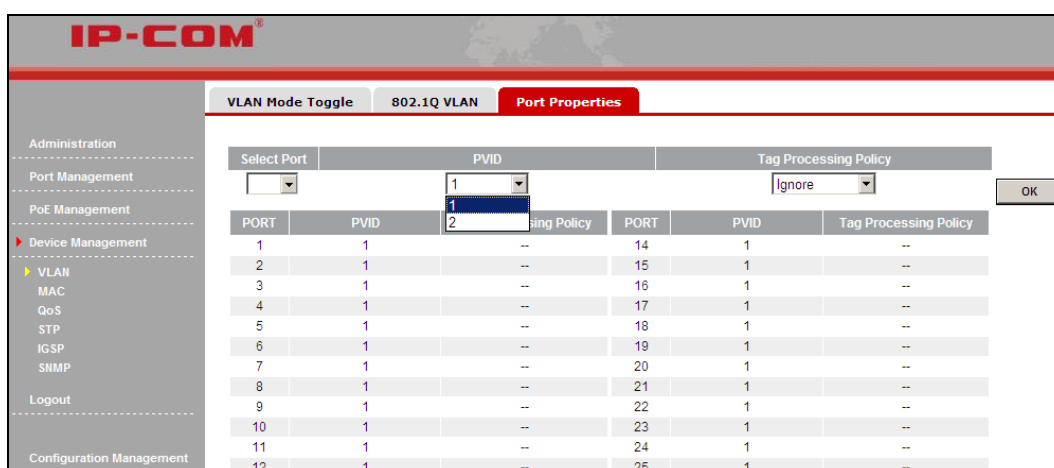 IP-COM®
VLAN Mode Toggle 802.1Q VLAN Port Properties
Administration
Port Management
PoE Management
Device Management
VLAN
MAC
QoS
STP
IGSP
SNMP
Logout
Configuration Management
Select Port PVID Tag Processing Policy
1 Ignore OK
1
2
PORT PVID sing Policy PORT PVID Tag Processing Policy
1 1 -- 14 1 --
2 1 -- 15 1 --
3 1 -- 16 1 --
4 1 -- 17 1 --
5 1 -- 18 1 --
6 1 -- 19 1 --
7 1 -- 20 1 --
8 1 -- 21 1 --
9 1 -- 22 1 --
10 1 -- 23 1 --
11 1 -- 24 1 --
12 1 -- 25 1 --